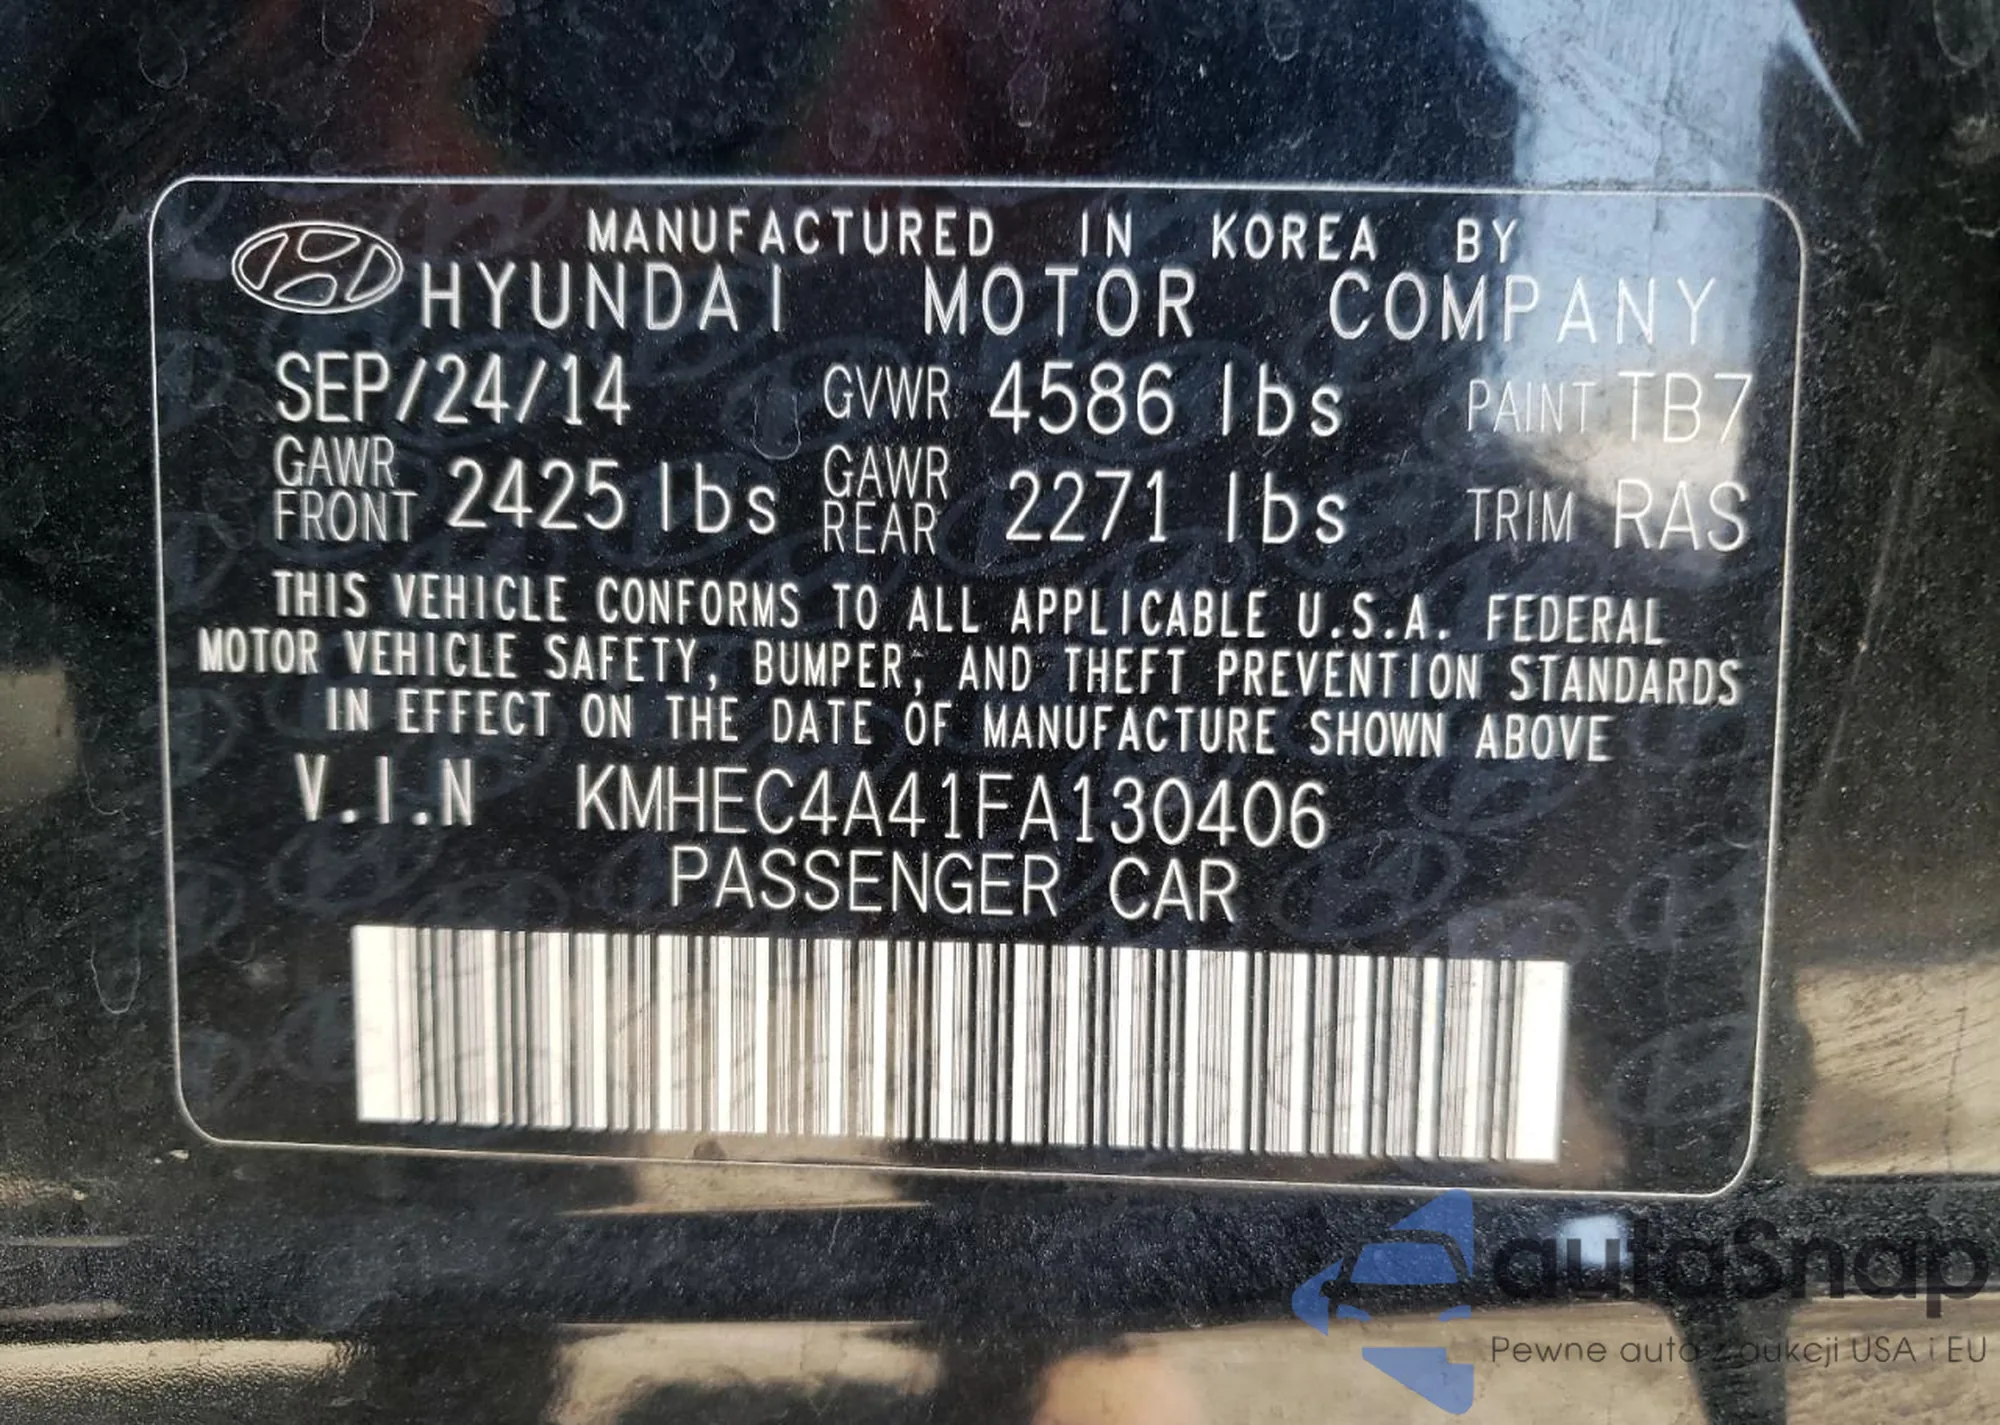 MANUFACTURED IN KOREA BY
HYUNDAI MOTOR COMPANY
SEP/24/14 GVWR 4586 lbs PAINT TB7
GAWR FRONT 2425 lbs GAWR REAR 2271 lbs TRIM RAS
THIS VEHICLE CONFORMS TO ALL APPLICABLE U.S.A. FEDERAL
MOTOR VEHICLE SAFETY, BUMPER, AND THEFT PREVENTION STANDARDS
IN EFFECT ON THE DATE OF MANUFACTURE SHOWN ABOVE
V.I.N KMHEC4A41FA130406
PASSENGER CAR
autaSnap
Pewne auta z aukcji USA i EU